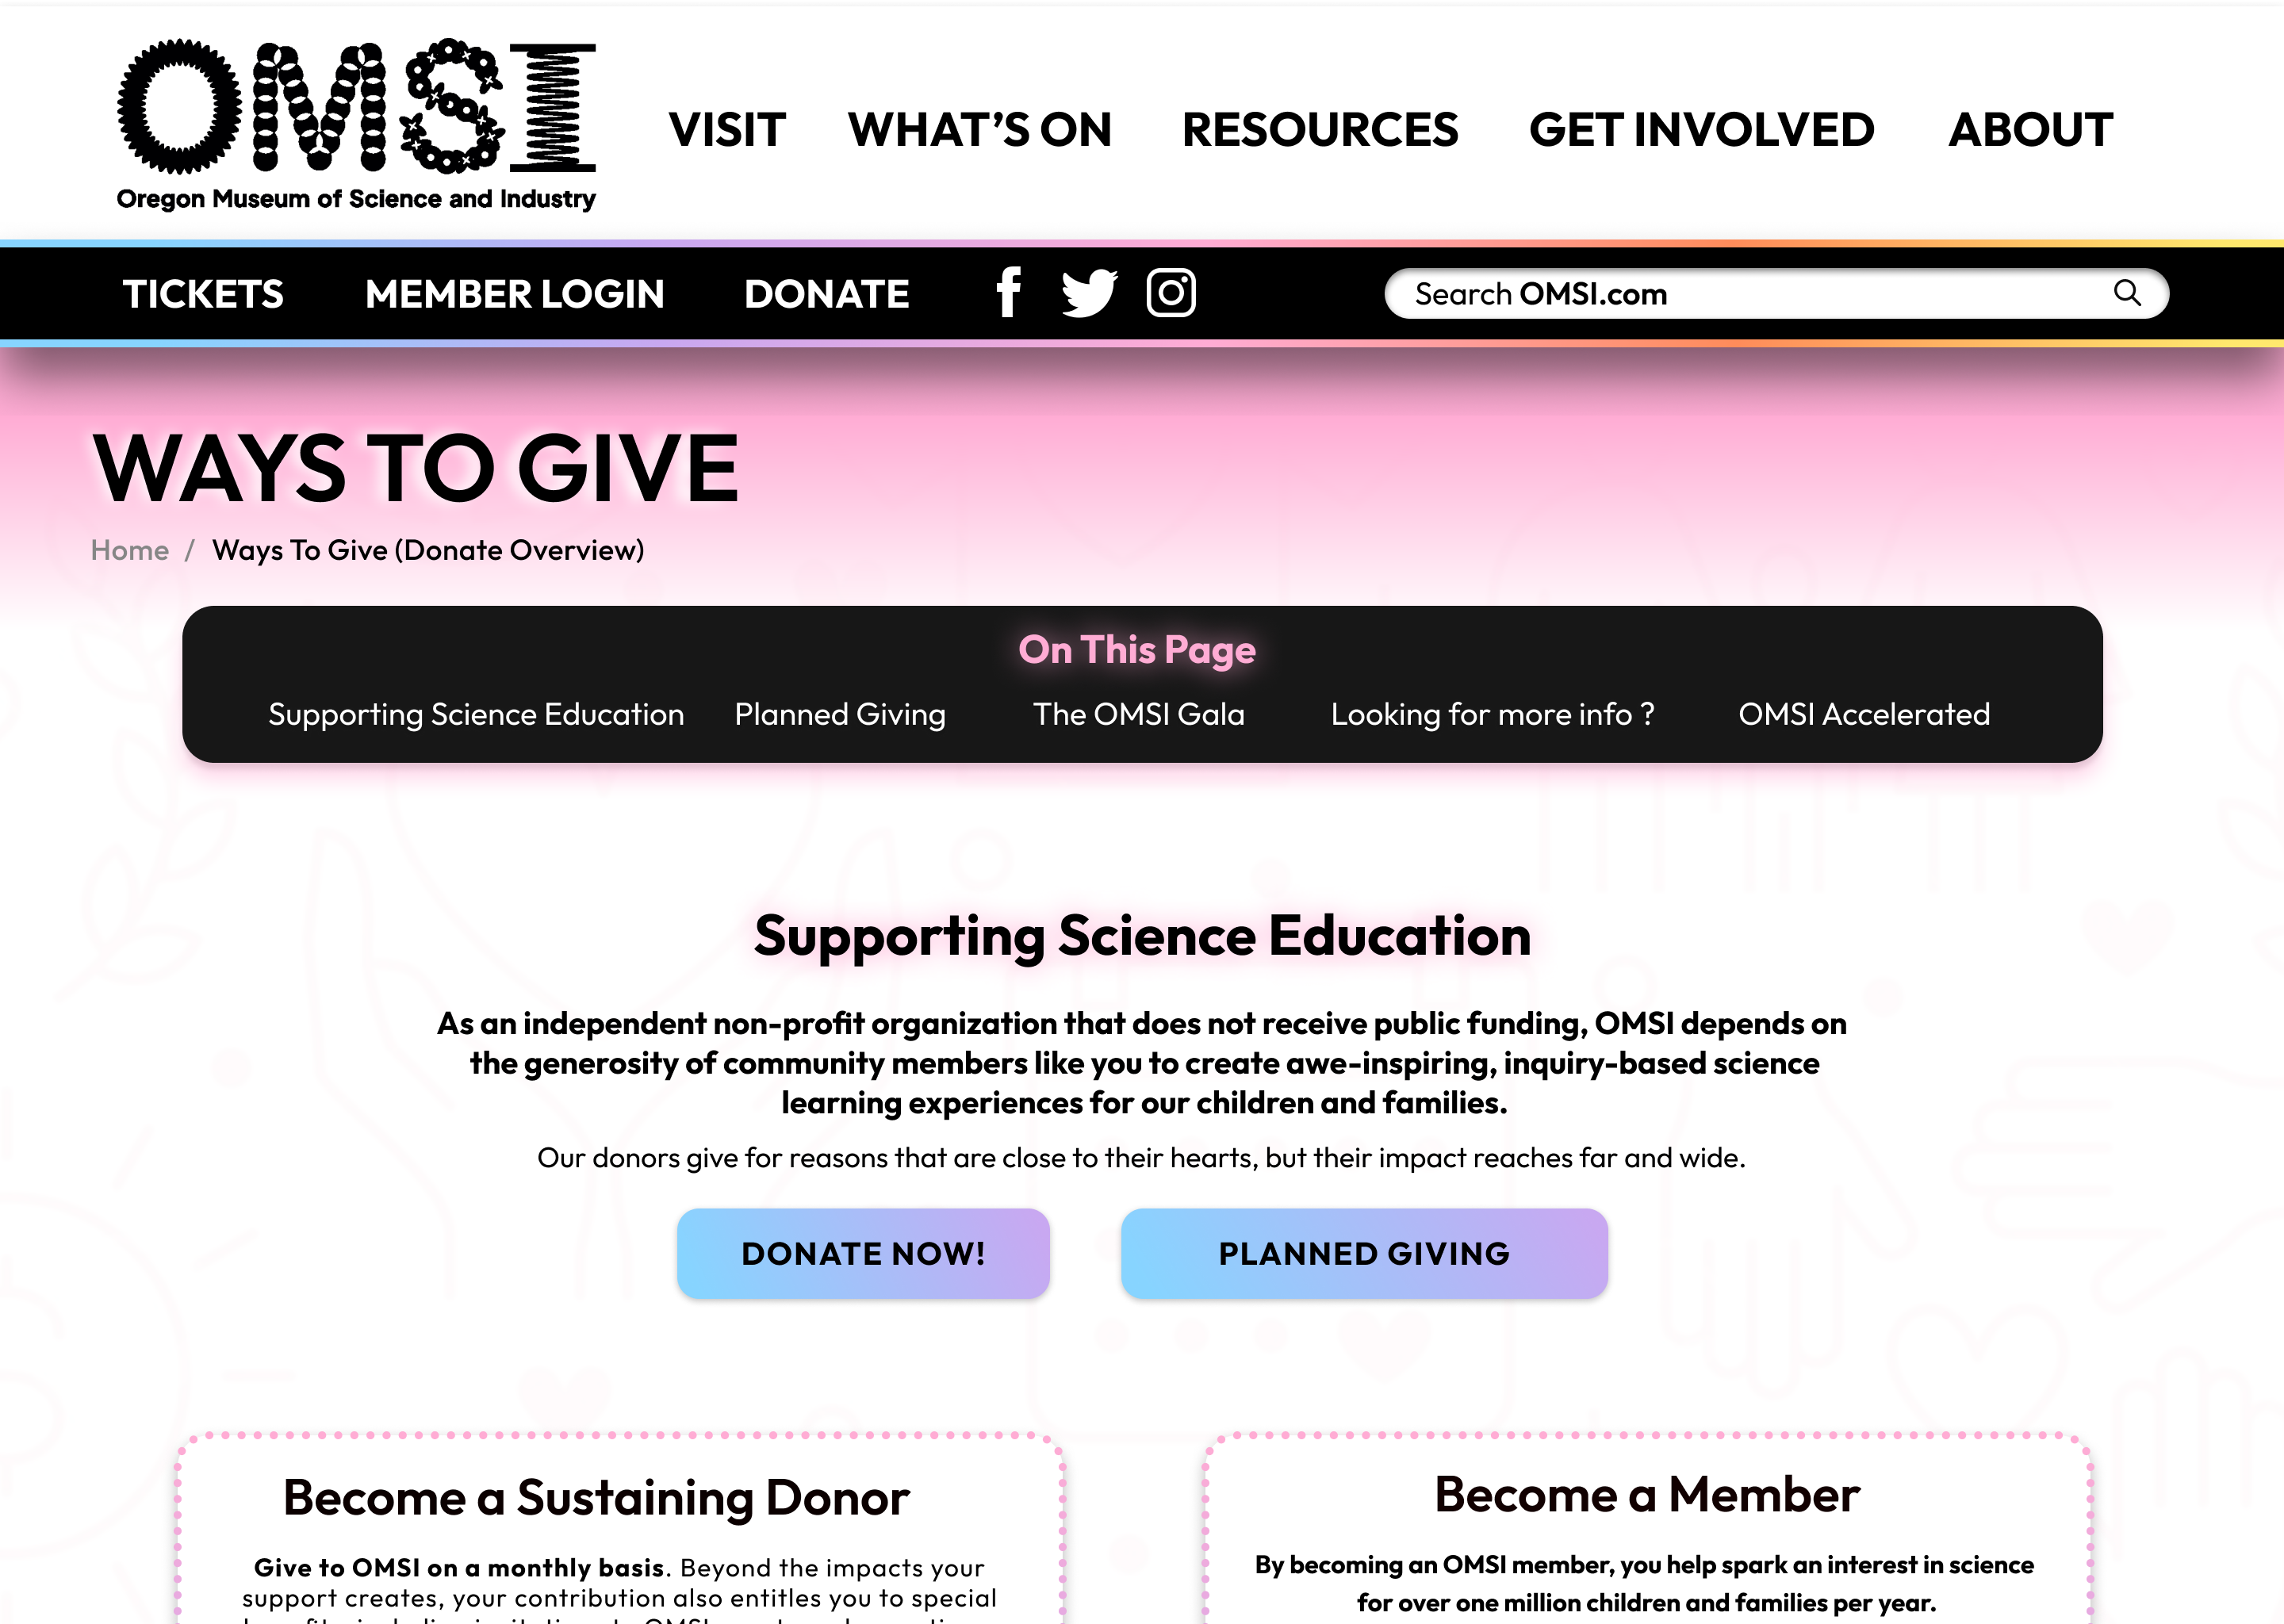 OMSI
Oregon Museum of Science and Industry
VISIT
WHAT’S ON
RESOURCES
GET INVOLVED
ABOUT
TICKETS
MEMBER LOGIN
DONATE
Search OMSI.com
WAYS TO GIVE
Home / Ways To Give (Donate Overview)
On This Page
Supporting Science Education
Planned Giving
The OMSI Gala
Looking for more info ?
OMSI Accelerated
Supporting Science Education
As an independent non-profit organization that does not receive public funding, OMSI depends on
the generosity of community members like you to create awe-inspiring, inquiry-based science
learning experiences for our children and families.
Our donors give for reasons that are close to their hearts, but their impact reaches far and wide.
DONATE NOW!
PLANNED GIVING
Become a Sustaining Donor
Give to OMSI on a monthly basis. Beyond the impacts your
support creates, your contribution also entitles you to special
Become a Member
By becoming an OMSI member, you help spark an interest in science
for over one million children and families per year.